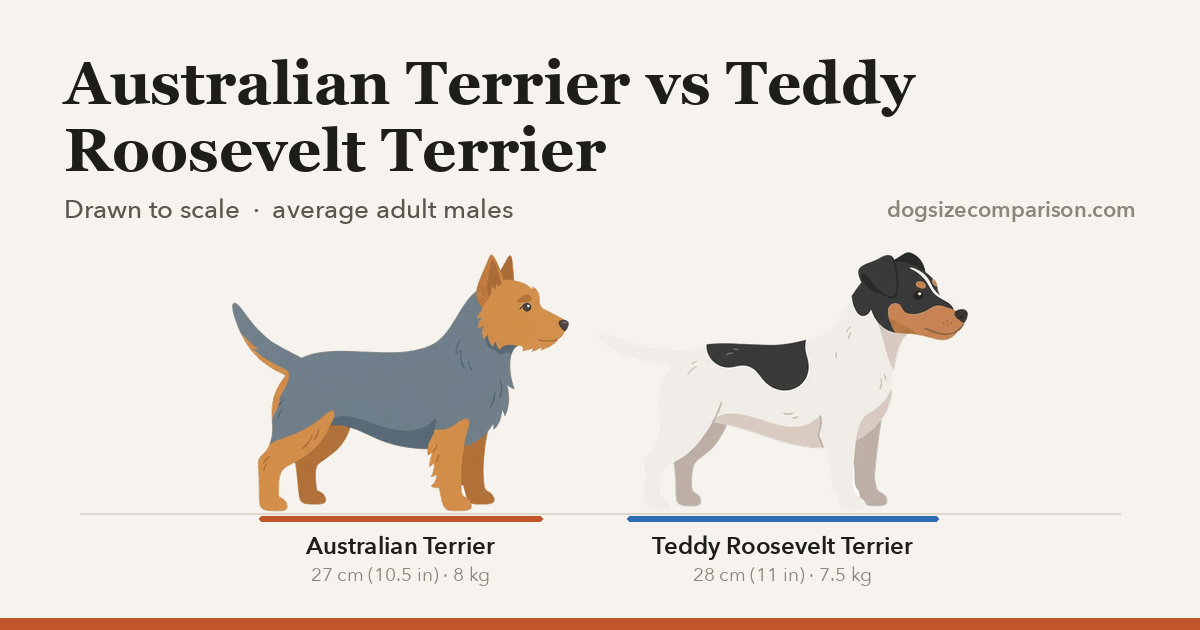 Australian Terrier vs Teddy
Roosevelt Terrier
Drawn to scale · average adult males
dogsizecomparison.com
Australian Terrier
27 cm (10.5 in) · 8 kg
Teddy Roosevelt Terrier
28 cm (11 in) · 7.5 kg